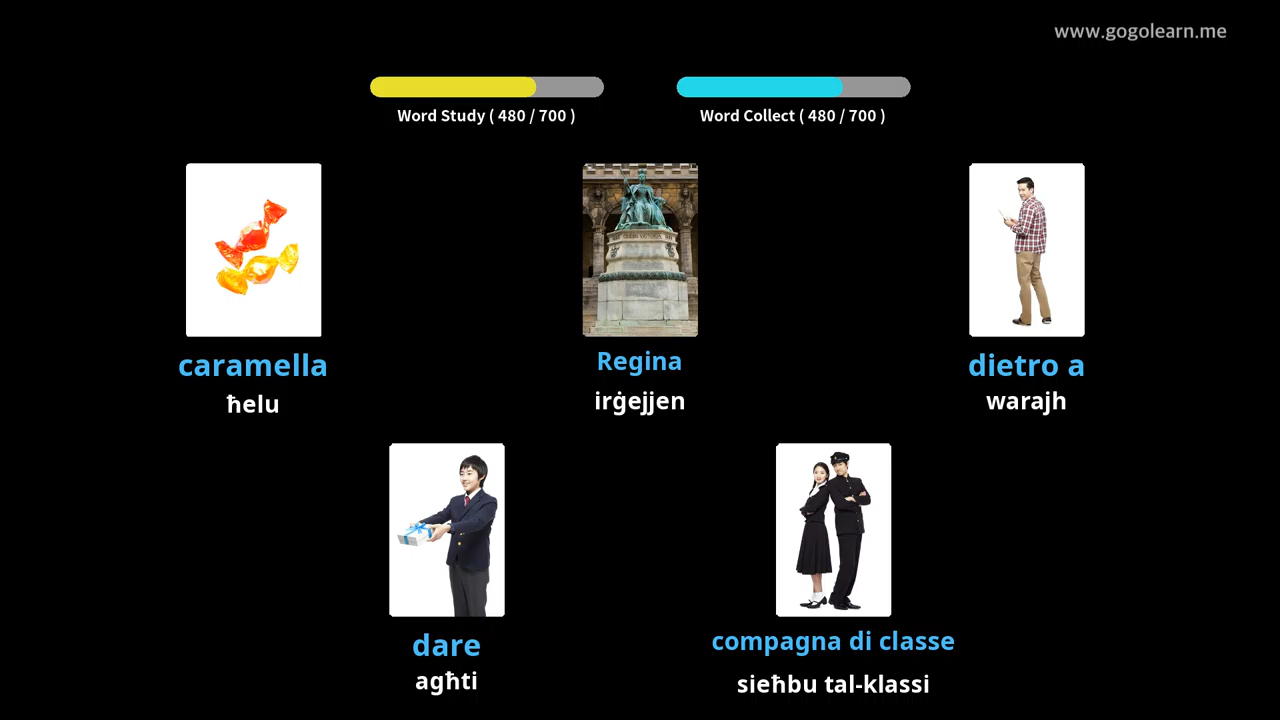 www.gogolearn.me
Word Study ( 480 / 700 )
Word Collect ( 480 / 700 )
caramella
ħelu
Regina
irġejjen
dietro a
warajh
dare
agħti
compagna di classe
sieħbu tal-klassi